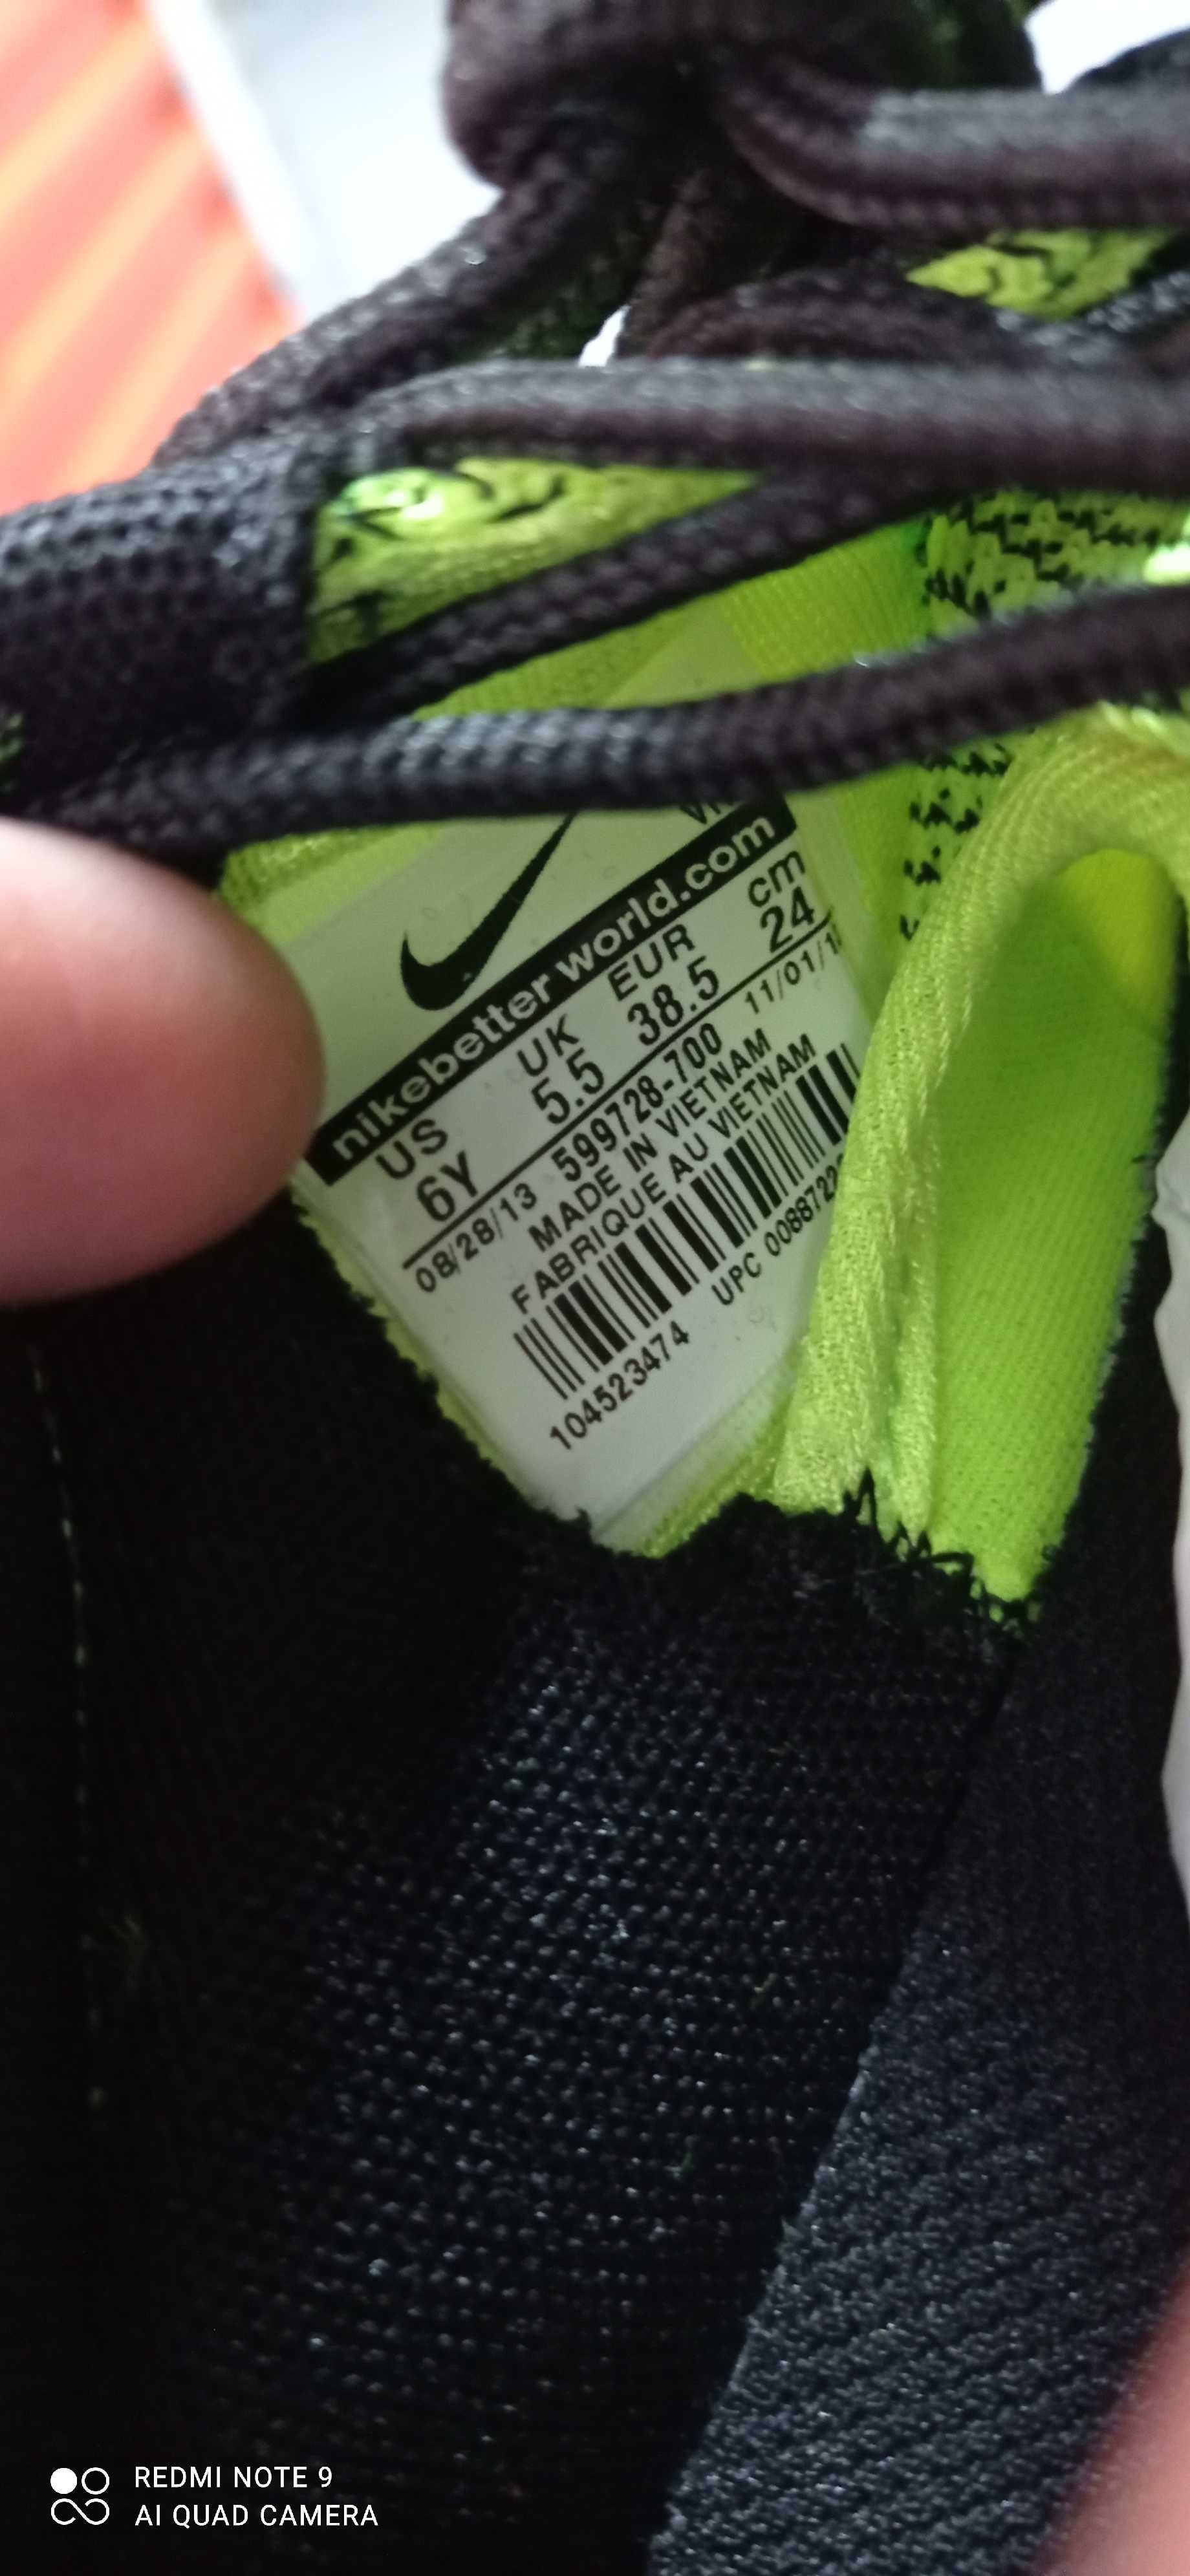 nikebetterworld.com
US UK EUR cm
6Y 5.5 38.5 24
08/28/13 599728-700 11/01/1
MADE IN VIETNAM
FABRIQUE AU VIETNAM
UPC 0088722
104523474
REDMI NOTE 9
AI QUAD CAMERA